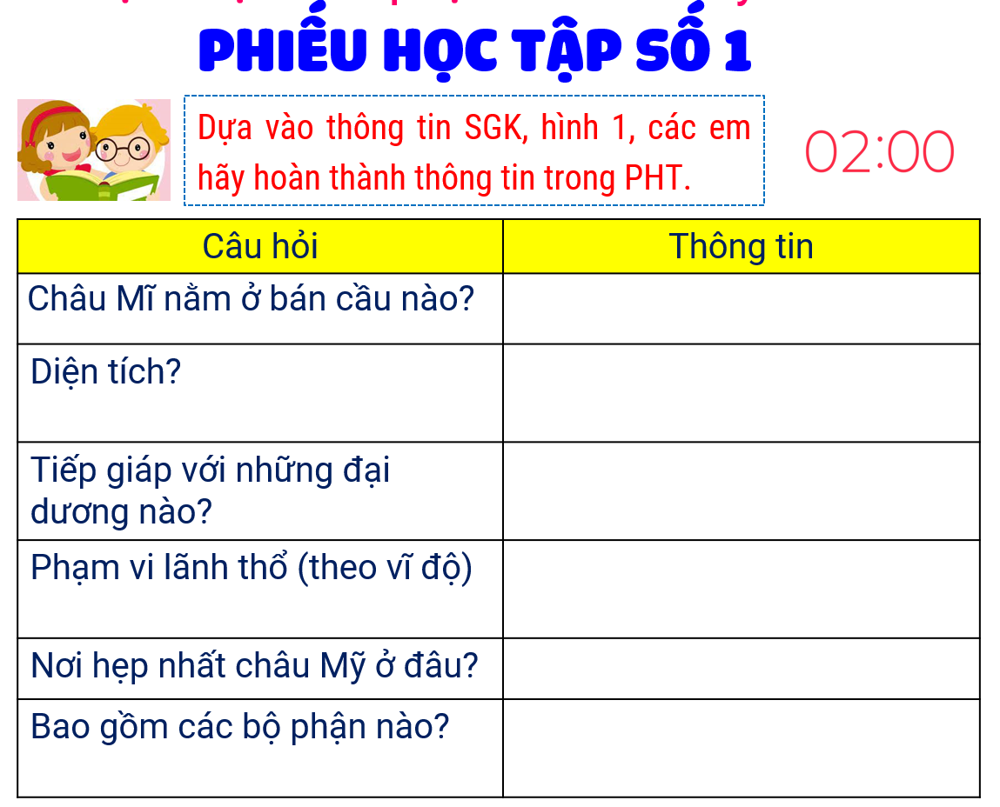 PHIẾU HỌC TẬP SỐ 1
Dựa vào thông tin SGK, hình 1, các em
hãy hoàn thành thông tin trong PHT.
02:00
Câu hỏi
Thông tin
Châu Mĩ nằm ở bán cầu nào?
Diện tích?
Tiếp giáp với những đại
dương nào?
Phạm vi lãnh thổ (theo vĩ độ)
Nơi hẹp nhất châu Mỹ ở đâu?
Bao gồm các bộ phận nào?